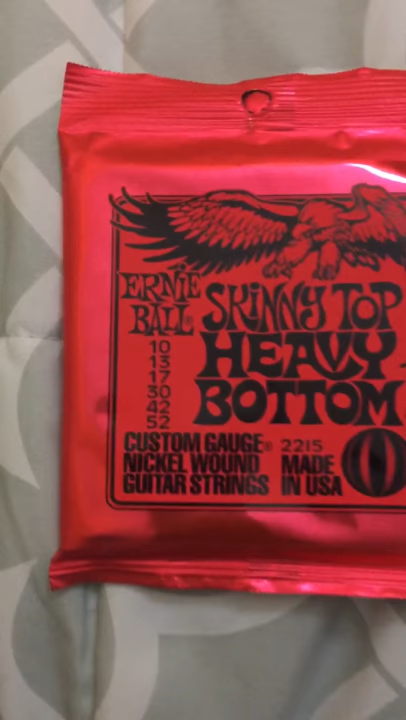 ERNIE BALL®
SKINNY TOP
HEAVY
BOTTOM
10
13
17
30
42
52
CUSTOM GAUGE® 2215
NICKEL WOUND MADE
GUITAR STRINGS IN USA